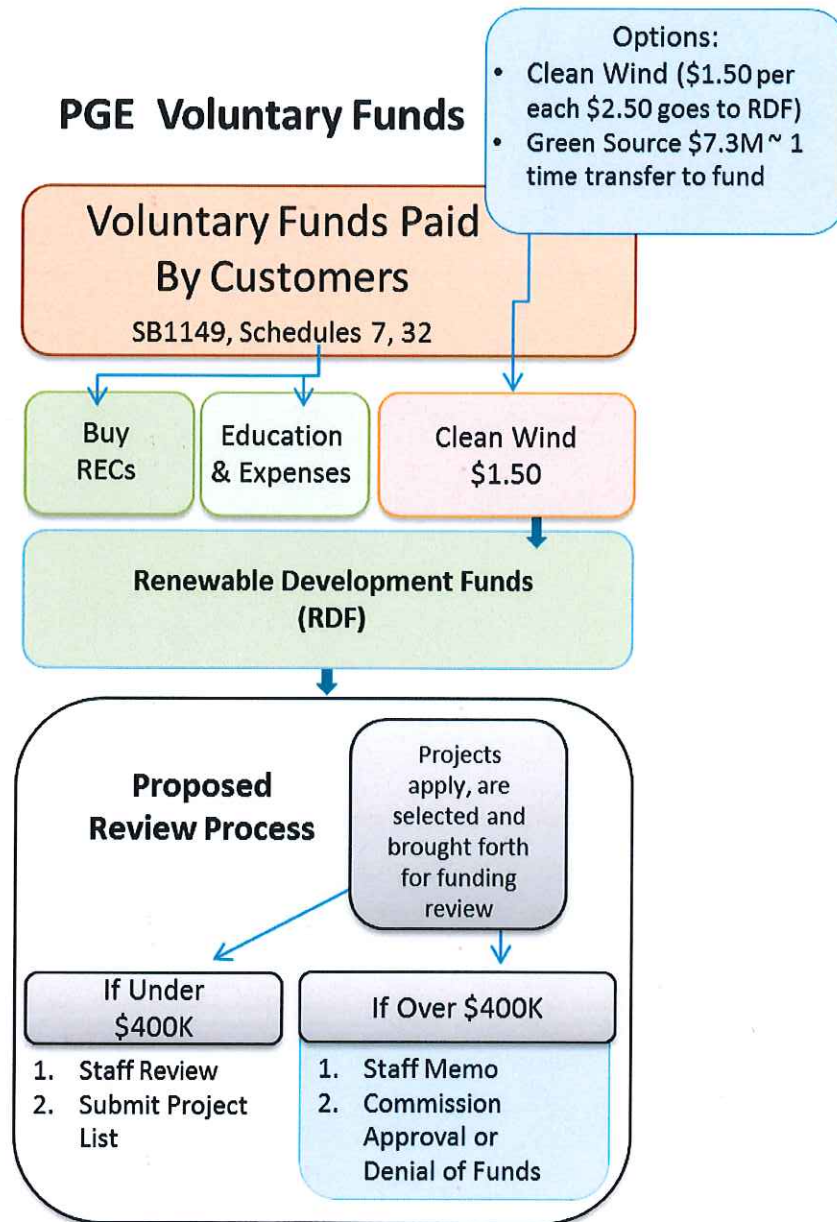 Options:
• Clean Wind ($1.50 per
each $2.50 goes to RDF)
• Green Source $7.3M ~ 1
time transfer to fund
PGE Voluntary Funds
Voluntary Funds Paid
By Customers
SB1149, Schedules 7, 32
Buy
RECs
Education
& Expenses
Clean Wind
$1.50
Renewable Development Funds
(RDF)
Proposed
Review Process
Projects
apply, are
selected and
brought forth
for funding
review
If Under
$400K
1. Staff Review
2. Submit Project
List
If Over $400K
1. Staff Memo
2. Commission
Approval or
Denial of Funds